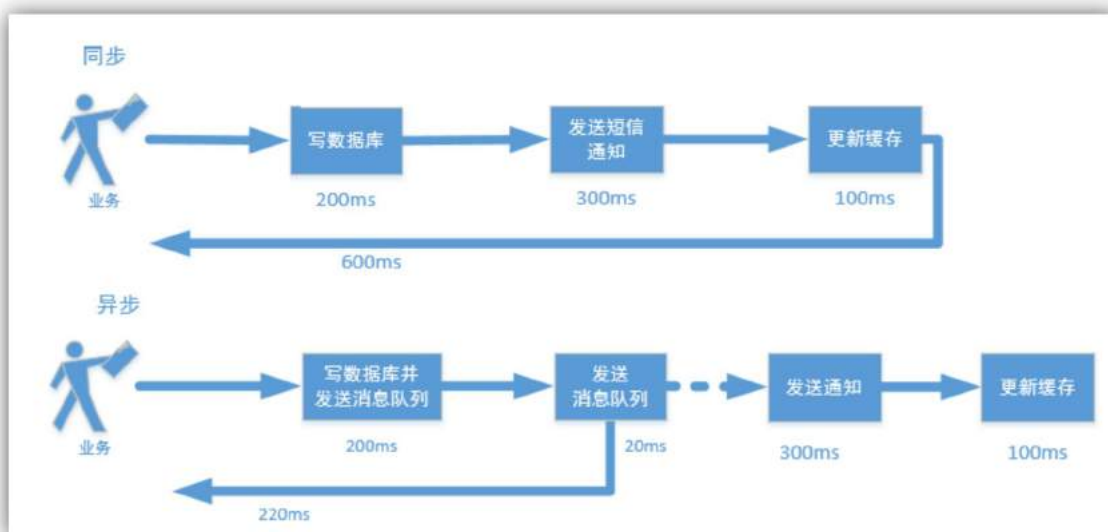 同步
业务
写数据库
200ms
发送短信
通知
300ms
更新缓存
100ms
600ms
异步
业务
写数据库并
发送消息队列
200ms
发送
消息队列
20ms
发送通知
300ms
更新缓存
100ms
220ms